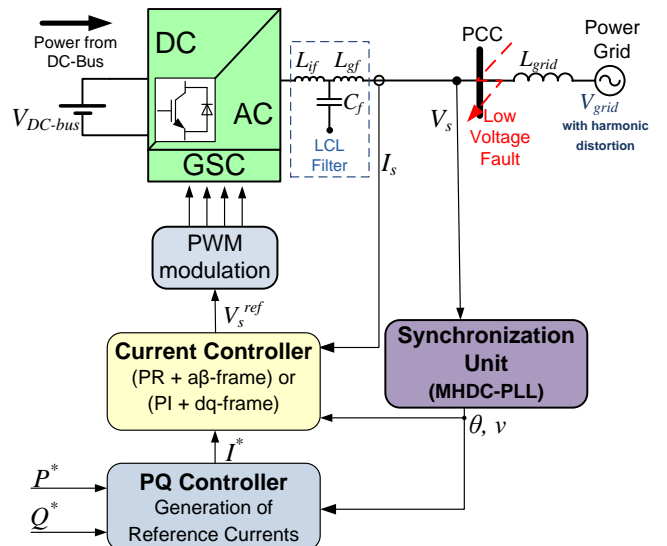 Power from
DC-Bus
V_DC-bus
DC
AC
GSC
L_if
L_gf
C_f
LCL
Filter
I_s
PCC
V_s
Low
Voltage
Fault
L_grid
Power
Grid
V_grid
with harmonic
distortion
PWM
modulation
V_s^ref
Current Controller
(PR + aβ-frame) or
(PI + dq-frame)
Synchronization
Unit
(MHDC-PLL)
θ, v
I*
P*
Q*
PQ Controller
Generation of
Reference Currents